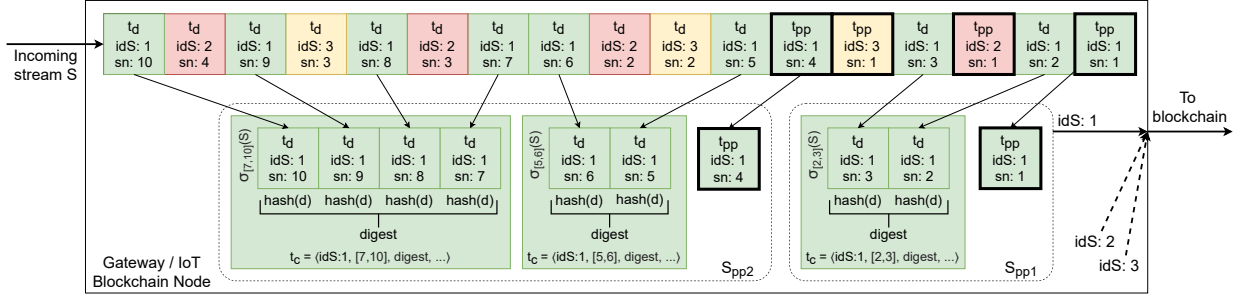 t_d t_d t_d t_d t_d t_d t_d t_d t_d t_d t_d t_pp t_pp t_d t_pp t_d t_pp
idS: 1 idS: 2 idS: 1 idS: 3 idS: 1 idS: 2 idS: 1 idS: 1 idS: 2 idS: 3 idS: 1 idS: 1 idS: 3 idS: 1 idS: 2 idS: 1 idS: 1
sn: 10 sn: 4 sn: 9 sn: 3 sn: 8 sn: 3 sn: 7 sn: 6 sn: 2 sn: 2 sn: 5 sn: 4 sn: 1 sn: 3 sn: 1 sn: 2 sn: 1
Incoming
stream S
σ[7,10](S)
t_d t_d t_d t_d
idS: 1 idS: 1 idS: 1 idS: 1
sn: 10 sn: 9 sn: 8 sn: 7
hash(d) hash(d) hash(d) hash(d)
digest
t_c = ⟨idS:1, [7,10], digest, ...⟩
σ[5,6](S)
t_d t_d
idS: 1 idS: 1
sn: 6 sn: 5
hash(d) hash(d)
digest
t_c = ⟨idS:1, [5,6], digest, ...⟩
t_pp
idS: 1
sn: 4
S_pp2
σ[2,3](S)
t_d t_d
idS: 1 idS: 1
sn: 3 sn: 2
hash(d) hash(d)
digest
t_c = ⟨idS:1, [2,3], digest, ...⟩
t_pp
idS: 1
sn: 1
S_pp1
idS: 1
To
blockchain
idS: 2
idS: 3
Gateway / IoT
Blockchain Node